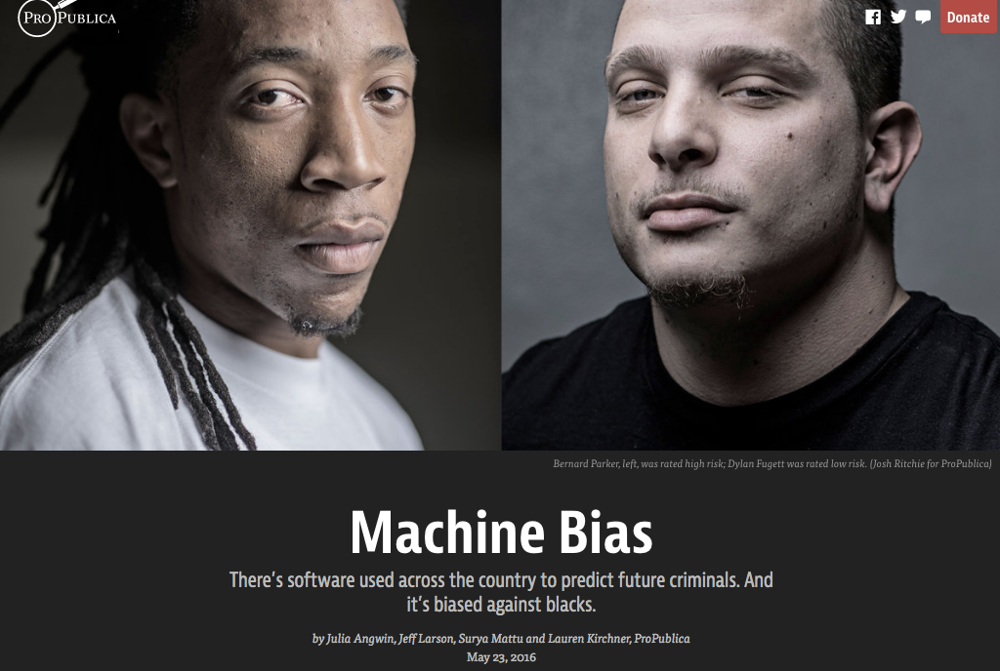 PROPUBLICA
Donate
Bernard Parker, left, was rated high risk; Dylan Fugett was rated low risk. (Josh Ritchie for ProPublica)
Machine Bias
There’s software used across the country to predict future criminals. And
it’s biased against blacks.
by Julia Angwin, Jeff Larson, Surya Mattu and Lauren Kirchner, ProPublica
May 23, 2016